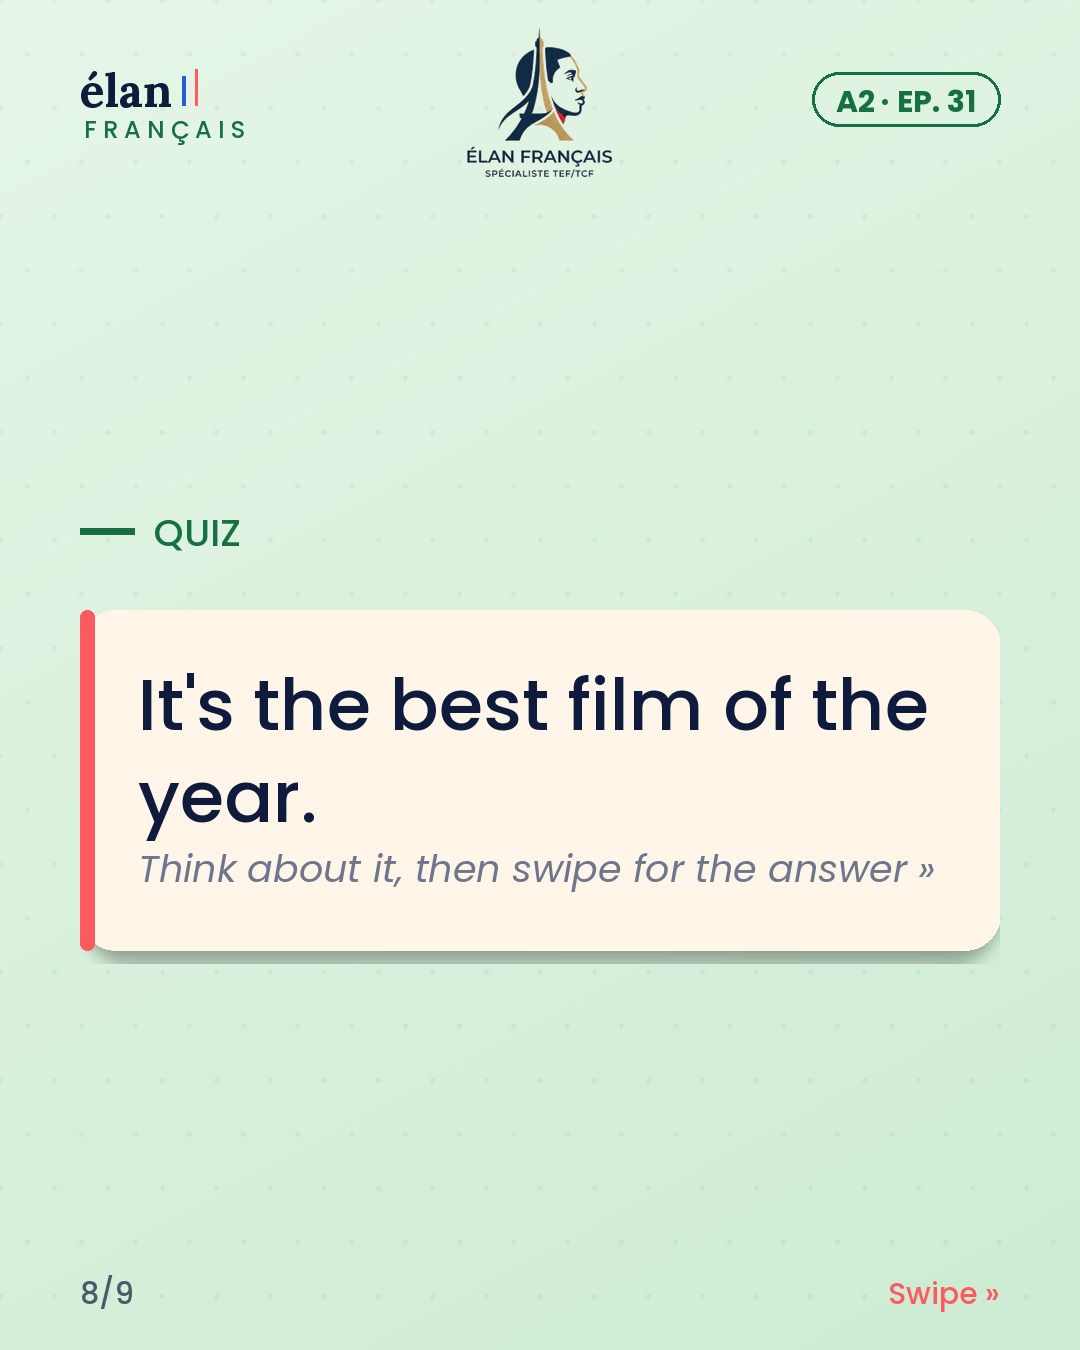 élan
FRANÇAIS
ÉLAN FRANÇAIS
SPÉCIALISTE TEF/TCF
A2 · EP. 31
QUIZ
It's the best film of the
year.
Think about it, then swipe for the answer »
8/9
Swipe »